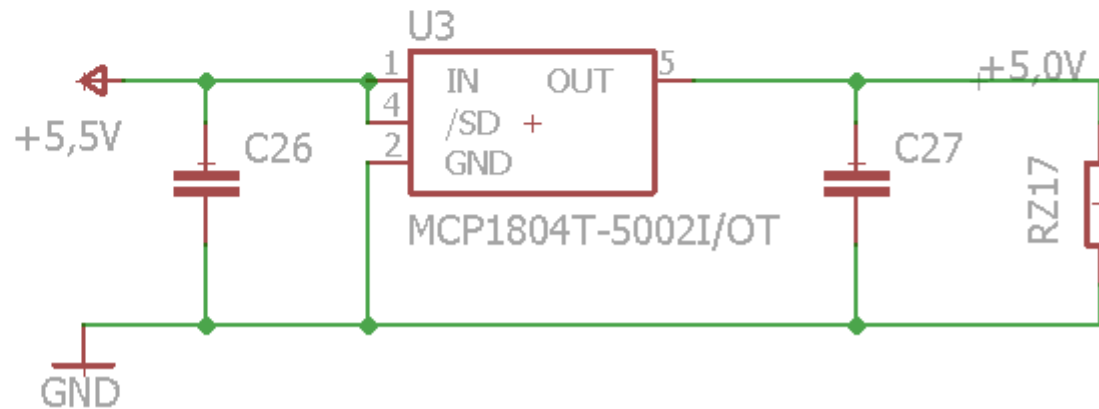 U3
1
IN
OUT
5
+5,0V
4
/SD
+5,5V
C26
2
GND
C27
RZ17
MCP1804T-5002I/OT
GND